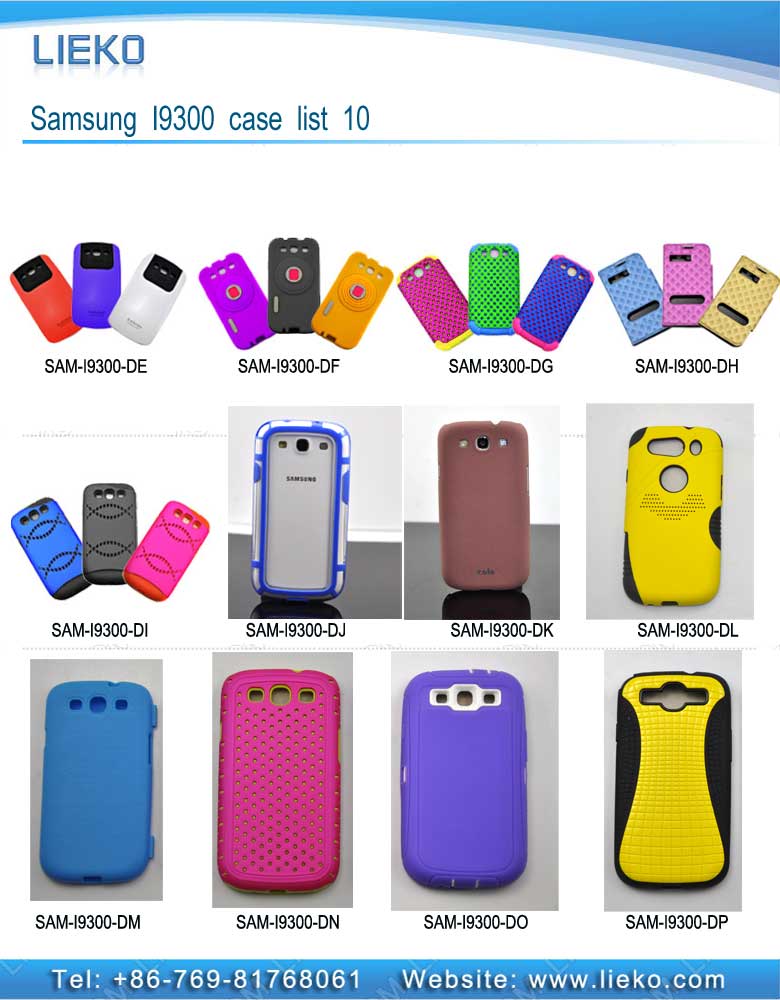 LIEKO
Samsung I9300 case list 10
SAM-I9300-DE SAM-I9300-DF SAM-I9300-DG SAM-I9300-DH
SAMSUNG
SAM-I9300-DI SAM-I9300-DJ SAM-I9300-DK SAM-I9300-DL
SAM-I9300-DM SAM-I9300-DN SAM-I9300-DO SAM-I9300-DP
Tel: +86-769-81768061 Website: www.lieko.com